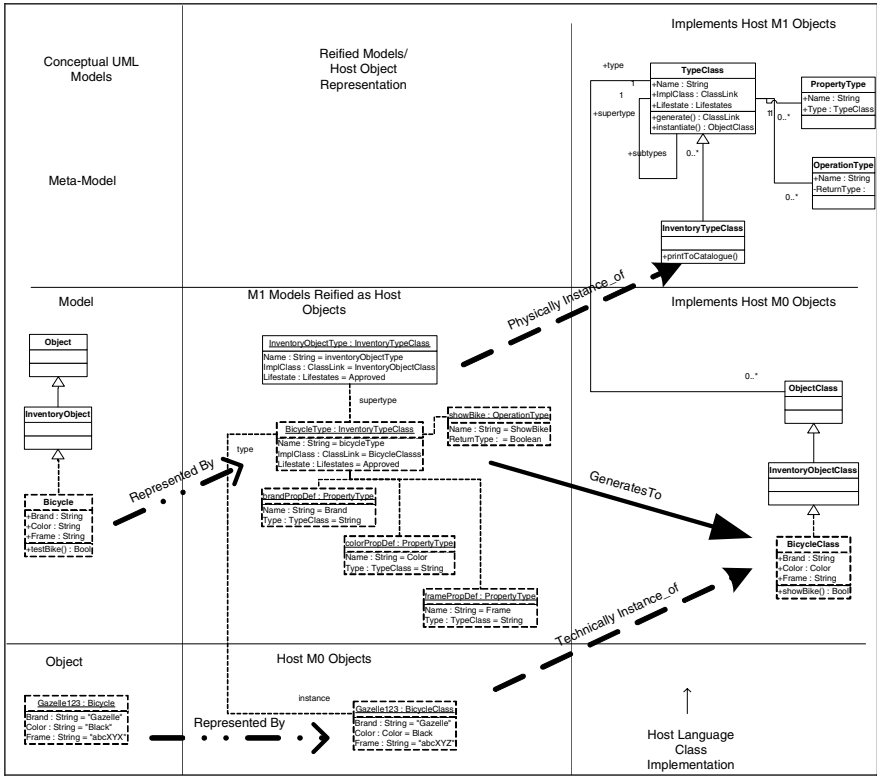 Conceptual UML
Models
Reified Models/
Host Object
Representation
Implements Host M1 Objects
+type
1
TypeClass
+Name : String
+ImplClass : ClassLink
+Lifestate : Lifestates
+generate() : ClassLink
+instantiate() : ObjectClass
1
+supertype
+subtypes
0..*
11
0..*
PropertyType
+Name : String
+Type : TypeClass
OperationType
+Name : String
-ReturnType :
0..*
Meta-Model
InventoryTypeClass
+printToCatalogue()
Physically Instance_of
Model
M1 Models Reified as Host
Objects
Implements Host M0 Objects
Object
InventoryObject
Bicycle
+Brand : String
+Color : String
+Frame : String
+testBike() : Bool
Represented By
InventoryObjectType : InventoryTypeClass
Name : String = inventoryObjectType
ImplClass : ClassLink = InventoryObjectClass
Lifestate : Lifestates = Approved
supertype
type
BicycleType : InventoryTypeClass
Name : String = bicycleType
ImplClass : ClassLink = BicycleClasss
Lifestate : Lifestates = Approved
showBike : OperationType
Name : String = ShowBikel
ReturnType : = Boolean
brandPropDef : PropertyType
Name : String = Brand
Type : TypeClass = String
colorPropDef : PropertyType
Name : String = Color
Type : TypeClass = String
framePropDef : PropertyType
Name : String = Frame
Type : TypeClass = String
GeneratesTo
0..*
ObjectClass
InventoryObjectClass
BicycleClass
+Brand : String
+Color : Color
+Frame : String
+showBike() : Bool
Technically Instance_of
Object
Host M0 Objects
Gazelle123 : Bicycle
Brand : String = "Gazelle"
Color : String = "Black"
Frame : String = "abcXYX"
Represented By
instance
Gazelle123 : BicycleClass
Brand : String = "Gazelle"
Color : Color = Black
Frame : String = "abcXYZ"
Host Language
Class
Implementation